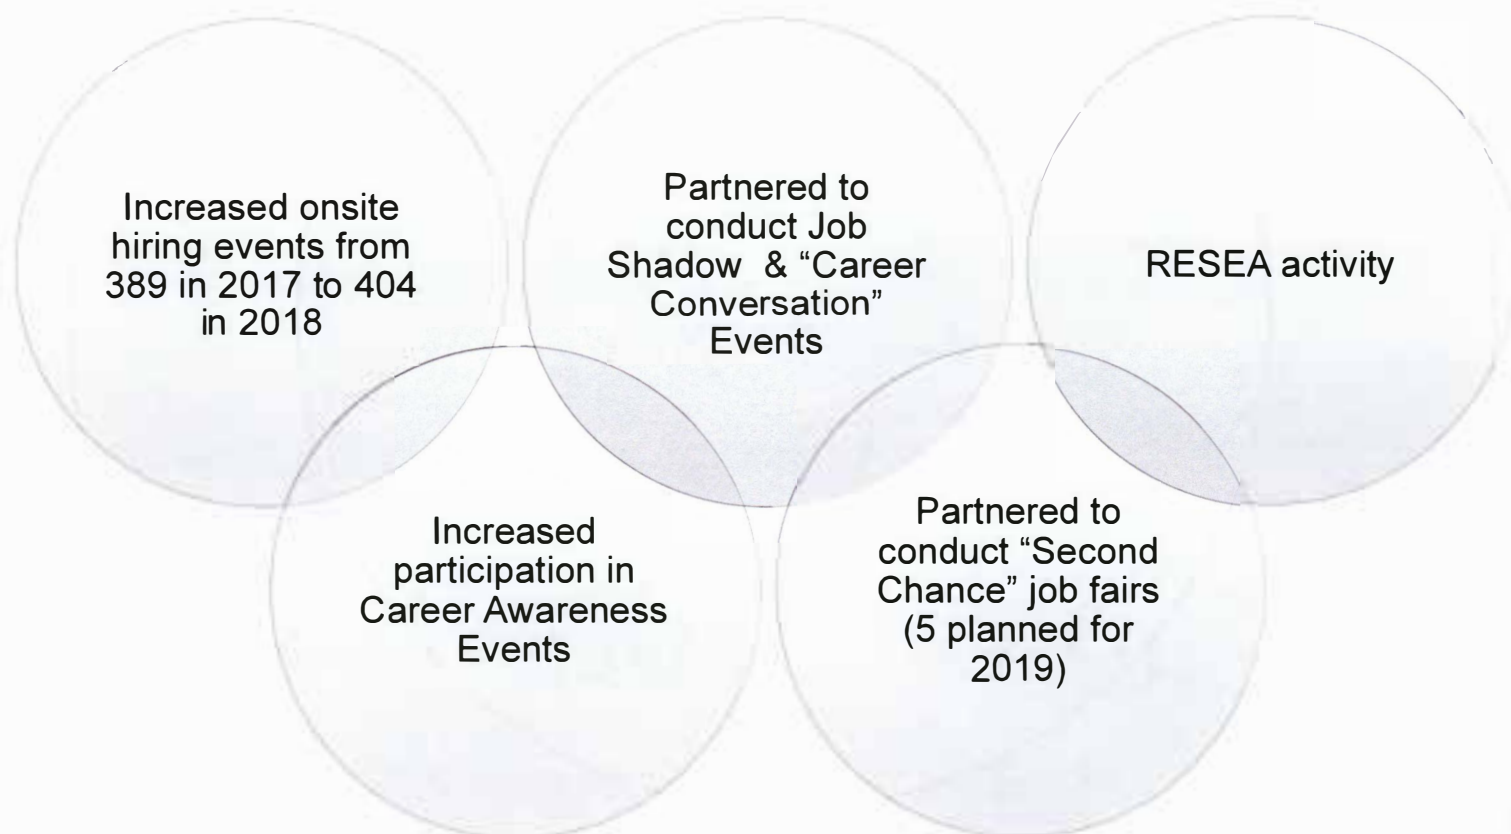 Increased onsite
hiring events from
389 in 2017 to 404
in 2018
Partnered to
conduct Job
Shadow & “Career
Conversation”
Events
RESEA activity
Increased
participation in
Career Awareness
Events
Partnered to
conduct “Second
Chance” job fairs
(5 planned for
2019)